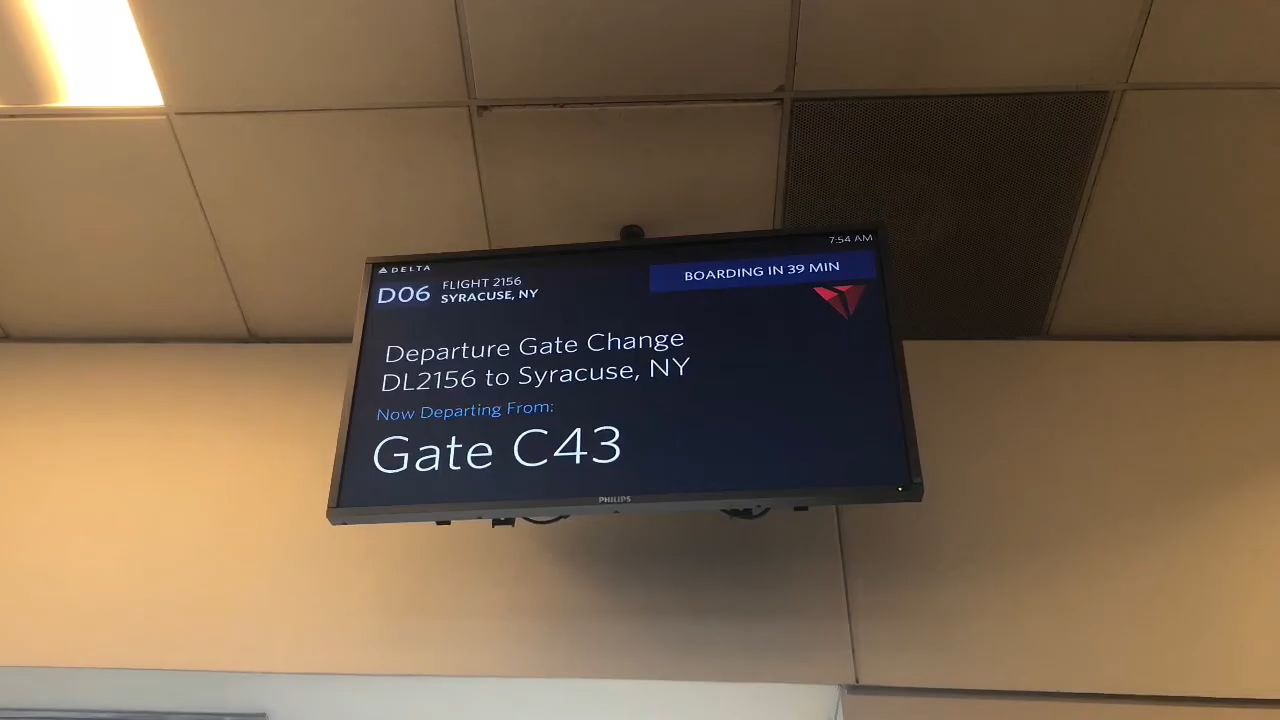 7:54 AM
DELTA
D06
FLIGHT 2156
SYRACUSE, NY
BOARDING IN 39 MIN
Departure Gate Change
DL2156 to Syracuse, NY
Now Departing From:
Gate C43
PHILIPS